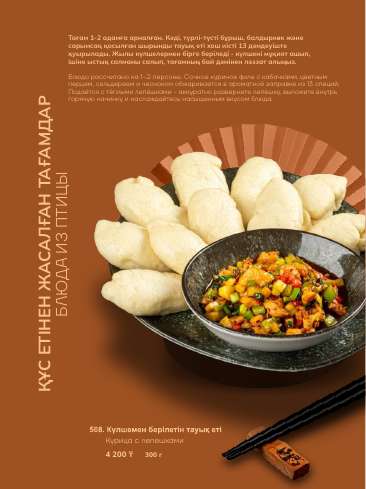 Тағам 1-2 адамға арналған. Кәді, түрлі-түсті бұрыш, балдыркөк және
сарымсақ қосылған шырынды тауық еті хош иісті 13 дәмдеуіште
қуырылады. Жылы күлшелермен бірге беріледі - күлшені мұқият ашып,
ішіне ыстық салманы салып, тағамның бай дәмінен ләззат алыңыз.
Блюдо рассчитано на 1-2 персоны. Сочное куриное филе с кабачками, цветным
перцем, сельдереем и чесноком обжаривается в ароматной заправке из 13 специй.
Подаётся с тёплыми лепёшками - аккуратно разверните лепёшку, выложите внутрь
горячую начинку и наслаждайтесь насыщенным вкусом блюда.
ҚҰС ЕТІНЕН ЖАСАЛҒАН ТАҒАМДАР
БЛЮДА ИЗ ПТИЦЫ
568. Күлшемен берілетін тауық еті
Курица с лепешками
4 200 ₸ 300 г